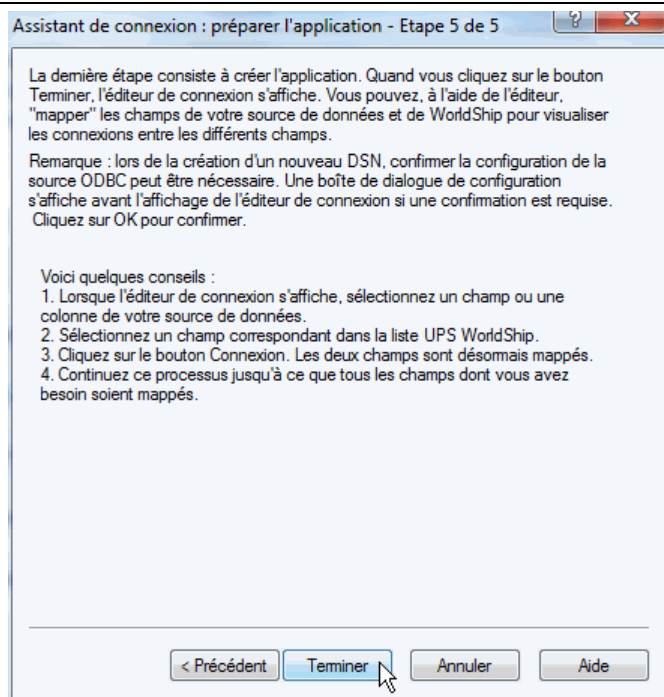 Assistant de connexion : préparer l'application - Etape 5 de 5
La dernière étape consiste à créer l'application. Quand vous cliquez sur le bouton
Terminer, l'éditeur de connexion s'affiche. Vous pouvez, à l'aide de l'éditeur,
"mapper" les champs de votre source de données et de WorldShip pour visualiser
les connexions entre les différents champs.
Remarque : lors de la création d'un nouveau DSN, confirmer la configuration de la
source ODBC peut être nécessaire. Une boîte de dialogue de configuration
s'affiche avant l'affichage de l'éditeur de connexion si une confirmation est requise.
Cliquez sur OK pour confirmer.
Voici quelques conseils :
1. Lorsque l'éditeur de connexion s'affiche, sélectionnez un champ ou une
colonne de votre source de données.
2. Sélectionnez un champ correspondant dans la liste UPS WorldShip.
3. Cliquez sur le bouton Connexion. Les deux champs sont désormais mappés.
4. Continuez ce processus jusqu'à ce que tous les champs dont vous avez
besoin soient mappés.
< Précédent Terminer Annuler Aide